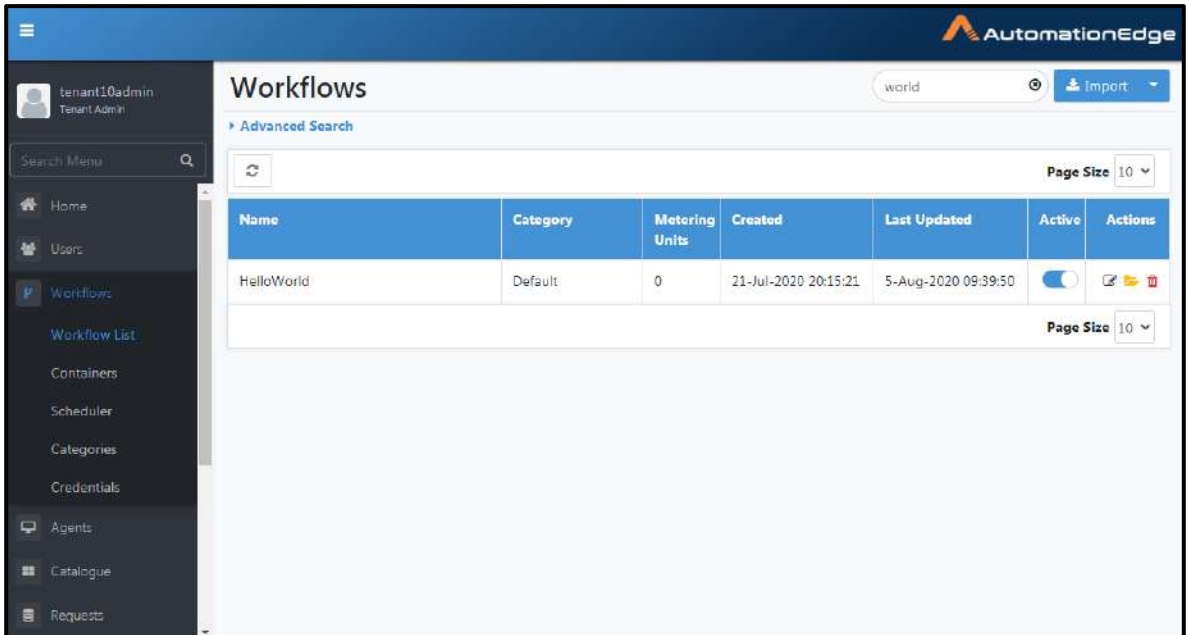 AutomationEdge
tenant10admin
Tenant Admin
Search Menu
Home
Users
Workflows
Workflow List
Containers
Scheduler
Categories
Credentials
Agents
Catalogue
Requests
Workflows
world
Import
Advanced Search
Page Size 10
Name Category Metering Units Created Last Updated Active Actions
HelloWorld Default 0 21-Jul-2020 20:15:21 5-Aug-2020 09:39:50
Page Size 10